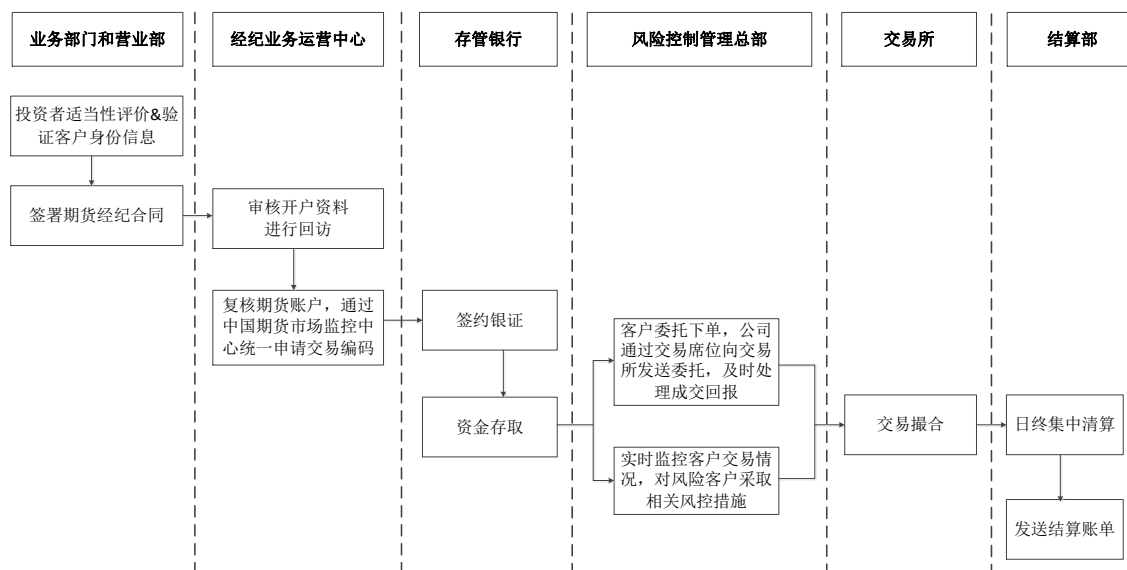 业务部门和营业部
经纪业务运营中心
存管银行
风险控制管理总部
交易所
结算部
投资者适当性评价&验
证客户身份信息
签署期货经纪合同
审核开户资料
进行回访
复核期货账户，通过
中国期货市场监控中
心统一申请交易编码
签约银证
资金存取
客户委托下单，公司
通过交易席位向交易
所发送委托，及时处
理成交回报
实时监控客户交易情
况，对风险客户采取
相关风控措施
交易撮合
日终集中清算
发送结算账单